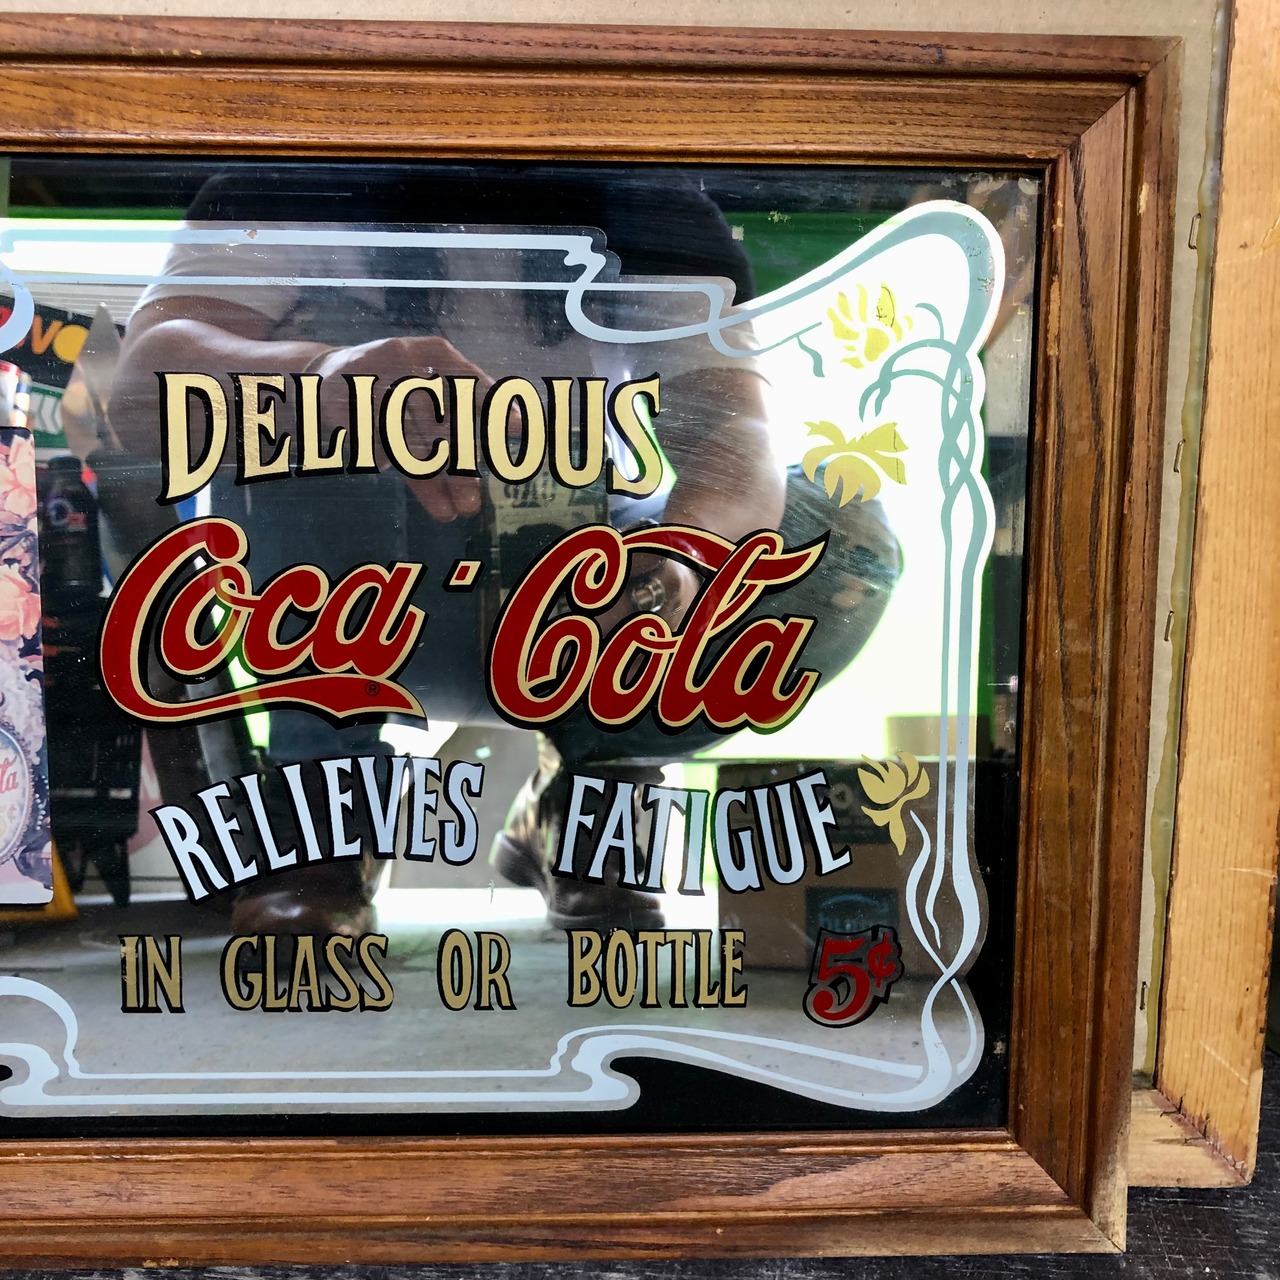 DELICIOUS
Coca·Cola
®
RELIEVES FATIGUE
IN GLASS OR BOTTLE 5¢